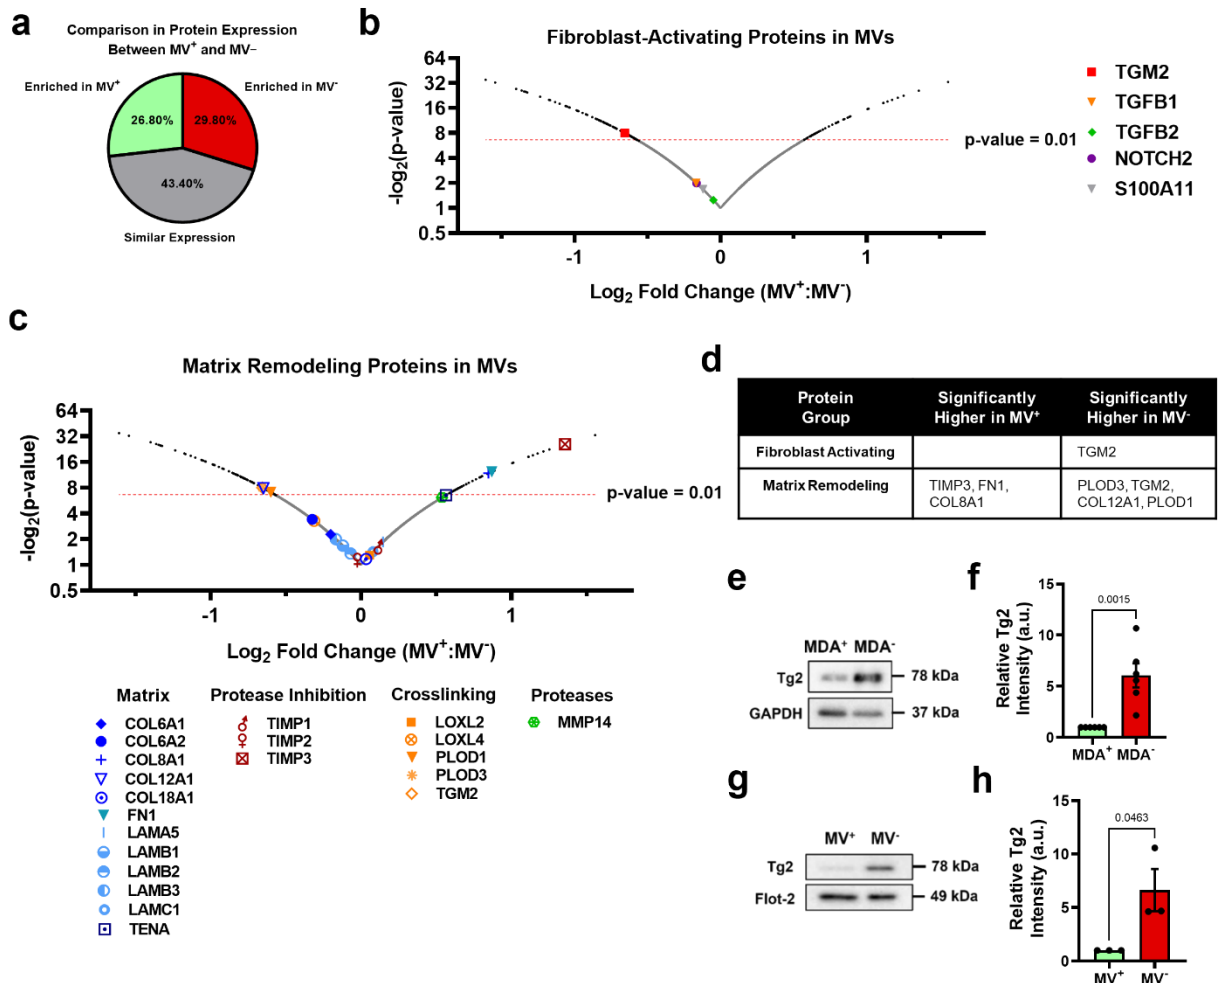 a
Comparison in Protein Expression
Between MV⁺ and MV–
Enriched in MV⁺
Enriched in MV⁻
26.80%
29.80%
43.40%
Similar Expression
b
Fibroblast-Activating Proteins in MVs
64
32
16
8
4
2
1
0.5
-log₂(p-value)
p-value = 0.01
-1
0
1
Log₂ Fold Change (MV⁺:MV⁻)
TGM2
TGFB1
TGFB2
NOTCH2
S100A11
c
Matrix Remodeling Proteins in MVs
64
32
16
8
4
2
1
0.5
-log₂(p-value)
p-value = 0.01
-1
0
1
Log₂ Fold Change (MV⁺:MV⁻)
Matrix
COL6A1
COL6A2
COL8A1
COL12A1
COL18A1
FN1
LAMA5
LAMB1
LAMB2
LAMB3
LAMC1
TENA
Protease Inhibition
TIMP1
TIMP2
TIMP3
Crosslinking
LOXL2
LOXL4
PLOD1
PLOD3
TGM2
Proteases
MMP14
d
Protein
Group
Significantly
Higher in MV⁺
Significantly
Higher in MV⁻
Fibroblast Activating
TGM2
Matrix Remodeling
TIMP3, FN1,
COL8A1
PLOD3, TGM2,
COL12A1, PLOD1
e
MDA⁺ MDA⁻
Tg2
78 kDa
GAPDH
37 kDa
f
Relative Tg2
Intensity (a.u.)
15
10
5
0
0.0015
MDA⁺ MDA⁻
g
MV⁺ MV⁻
Tg2
78 kDa
Flot-2
49 kDa
h
Relative Tg2
Intensity (a.u.)
15
10
5
0
0.0463
MV⁺ MV⁻